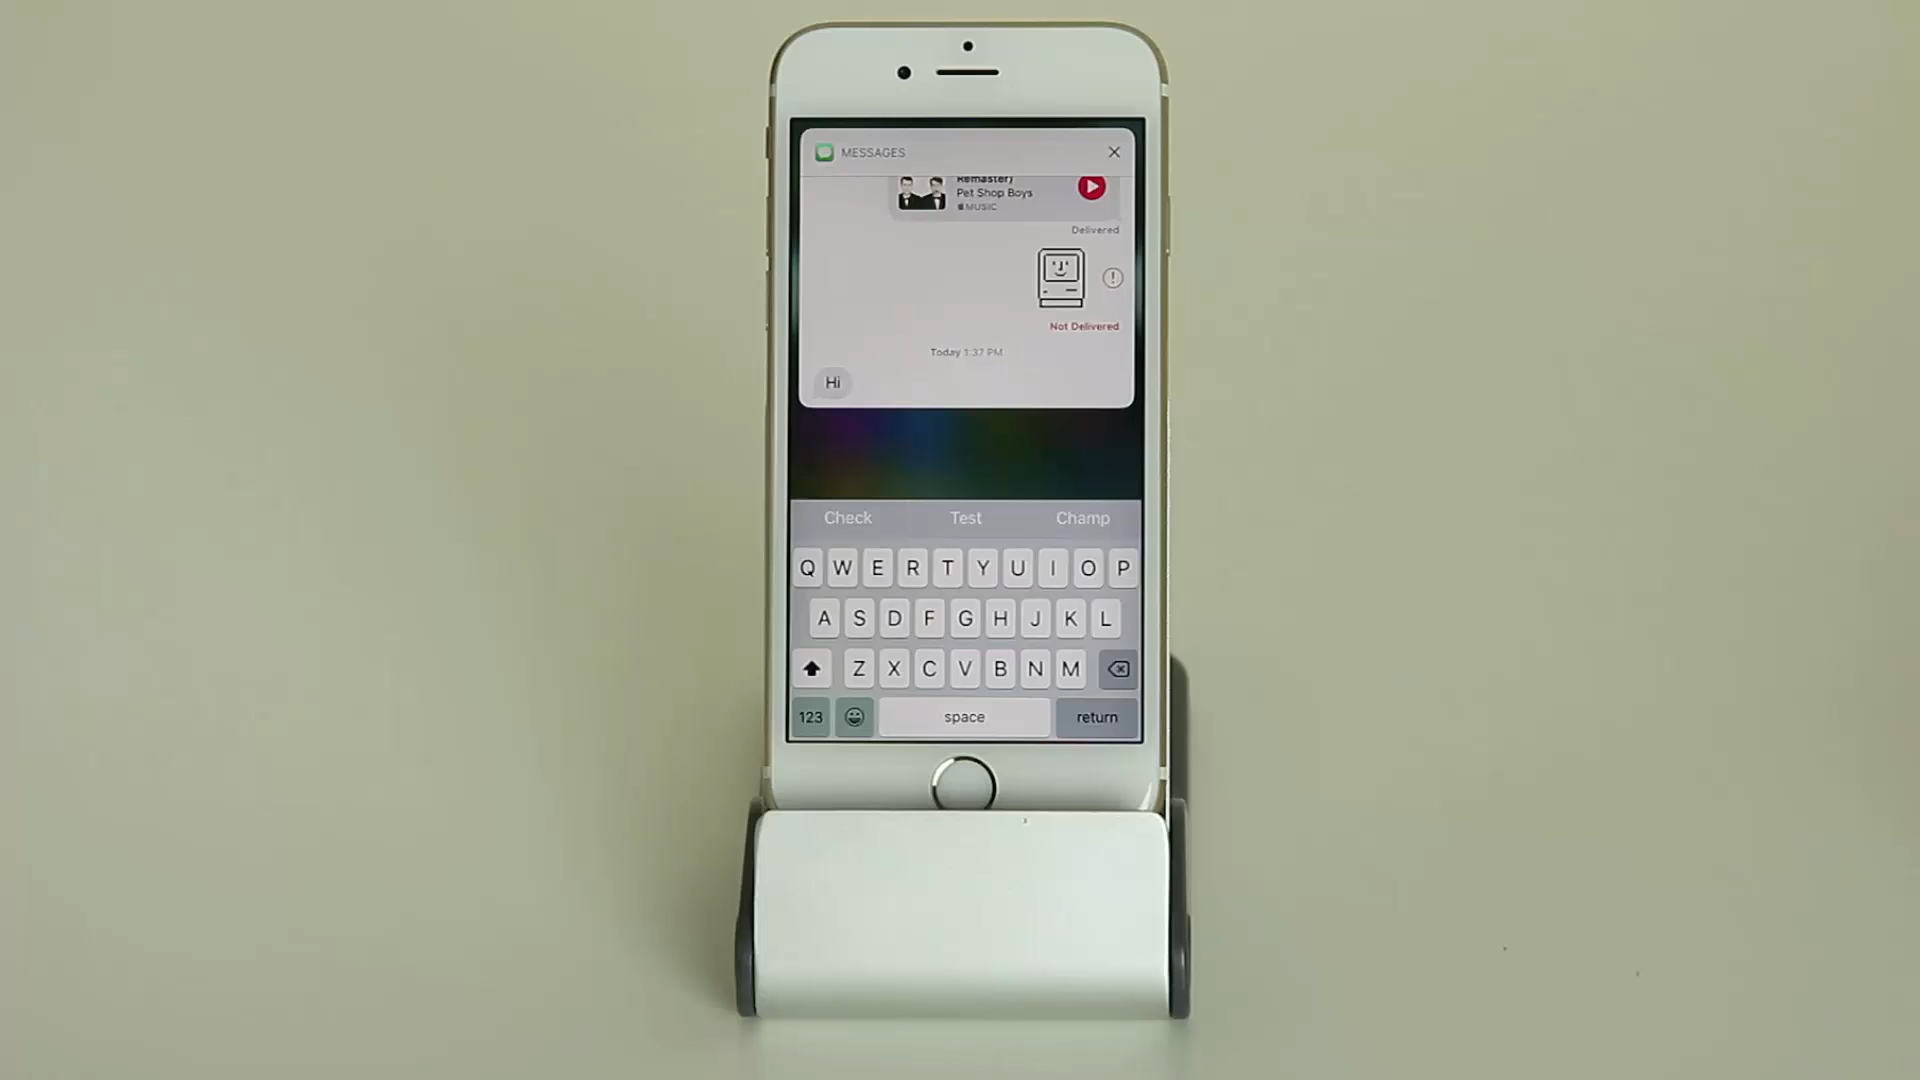 MESSAGES
Remaster)
Pet Shop Boys
MUSIC
Delivered
Not Delivered
Today 1:37 PM
Hi
Check Test Champ
Q W E R T Y U I O P
A S D F G H J K L
Z X C V B N M
123 space return